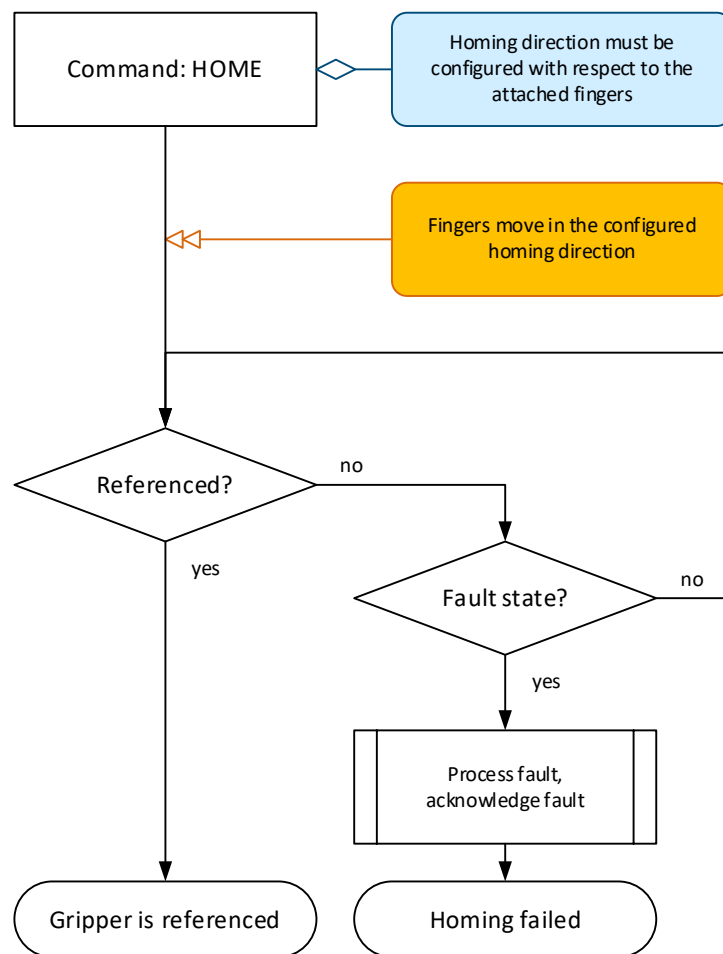 Command: HOME
Homing direction must be
configured with respect to the
attached fingers
Fingers move in the configured
homing direction
Referenced?
no
yes
Fault state?
no
yes
Process fault,
acknowledge fault
Gripper is referenced
Homing failed